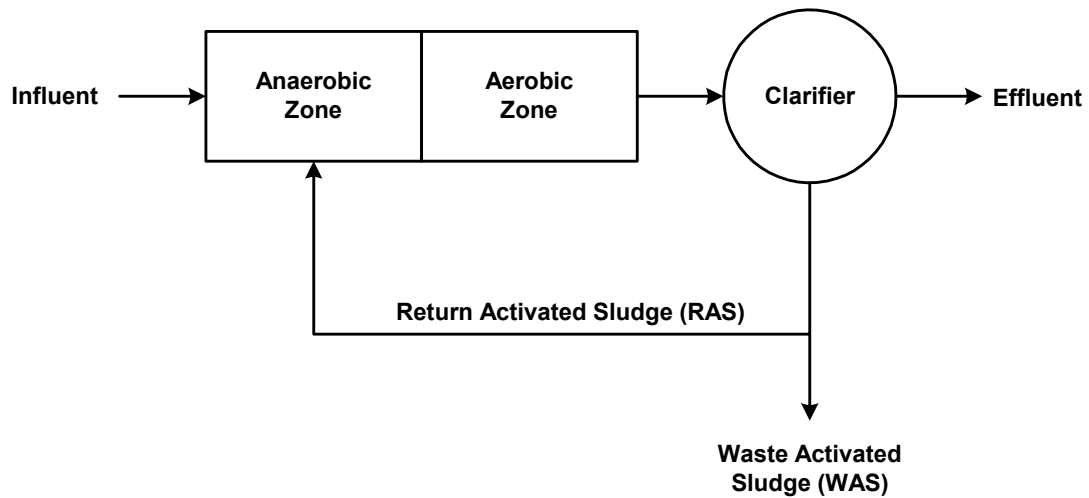 Influent
Anaerobic
Zone
Aerobic
Zone
Clarifier
Effluent
Return Activated Sludge (RAS)
Waste Activated
Sludge (WAS)